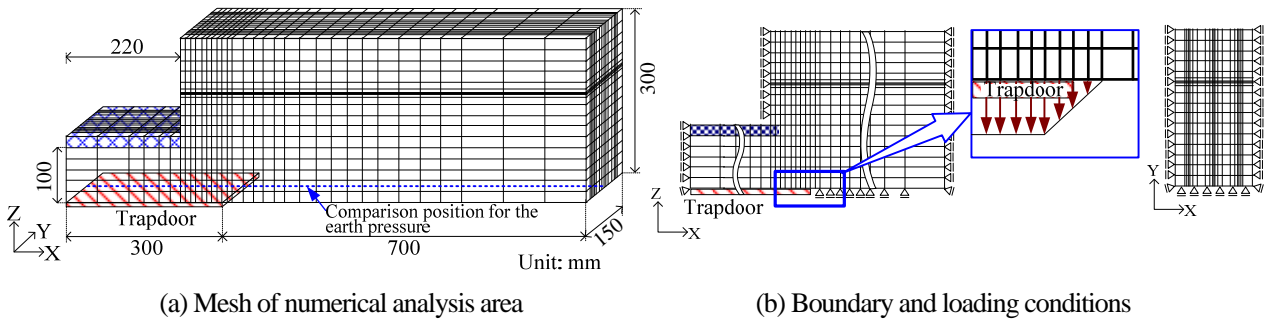 220
300
100
Trapdoor
Comparison position for the
earth pressure
Z
Y
X
300
700
150
Unit: mm
(a) Mesh of numerical analysis area
Trapdoor
Trapdoor
Z
X
Y
X
(b) Boundary and loading conditions